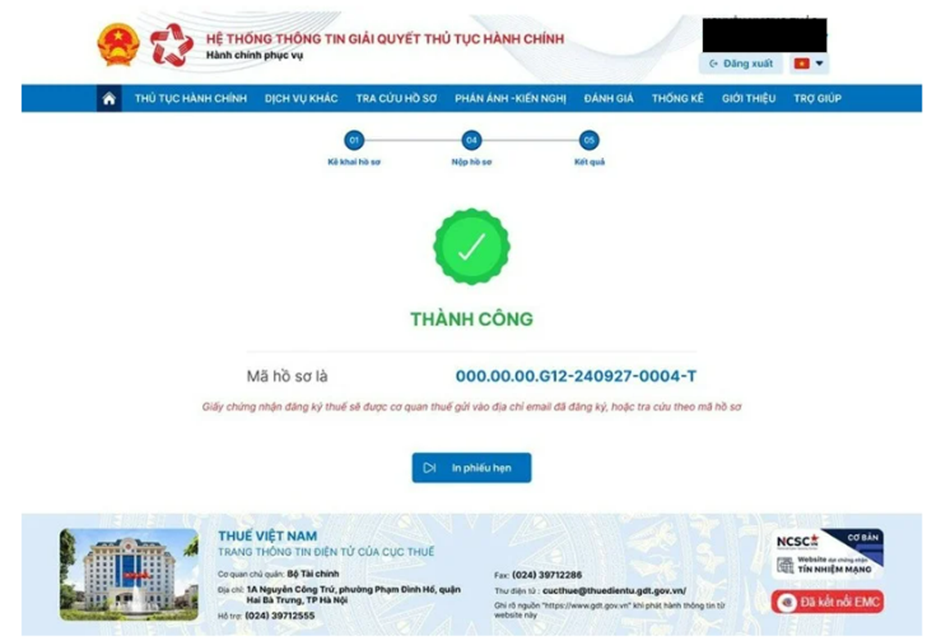 HỆ THỐNG THÔNG TIN GIẢI QUYẾT THỦ TỤC HÀNH CHÍNH
Hành chính phục vụ
Đăng xuất
THỦ TỤC HÀNH CHÍNH DỊCH VỤ KHÁC TRA CỨU HỒ SƠ PHẢN ÁNH -KIẾN NGHỊ ĐÁNH GIÁ THỐNG KÊ GIỚI THIỆU TRỢ GIÚP
01 04 05
Kê khai hồ sơ Nộp hồ sơ Kết quả
THÀNH CÔNG
Mã hồ sơ là 000.00.00.G12-240927-0004-T
Giấy chứng nhận đăng ký thuế sẽ được cơ quan thuế gửi vào địa chỉ email đã đăng ký, hoặc tra cứu theo mã hồ sơ
In phiếu hẹn
THUẾ VIỆT NAM
TRANG THÔNG TIN ĐIỆN TỬ CỦA CỤC THUẾ
Cơ quan chủ quản: Bộ Tài chính
Địa chỉ: 1A Nguyễn Công Trứ, phường Phạm Đình Hổ, quận
Hai Bà Trưng, TP Hà Nội
Hỗ trợ: (024) 39712555
Fax: (024) 39712286
Thư điện tử : cucthue@thuedientu.gdt.gov.vn/
Ghi rõ nguồn "https://www.gdt.gov.vn" khi phát hành thông tin từ
website này
NCSC
CƠ BẢN
Website đạt chứng nhận
TÍN NHIỆM MẠNG
Đã kết nối EMC